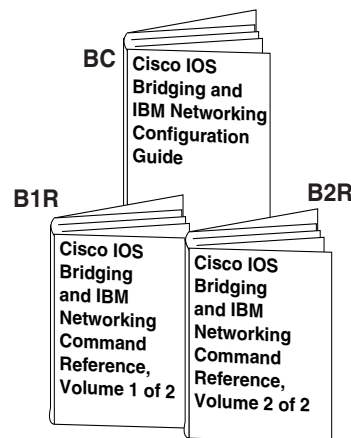 BC
Cisco IOS
Bridging and
IBM Networking
Configuration
Guide
B1R
Cisco IOS
Bridging
and IBM
Networking
Command
Reference,
Volume 1 of 2
B2R
Cisco IOS
Bridging
and IBM
Networking
Command
Reference,
Volume 2 of 2